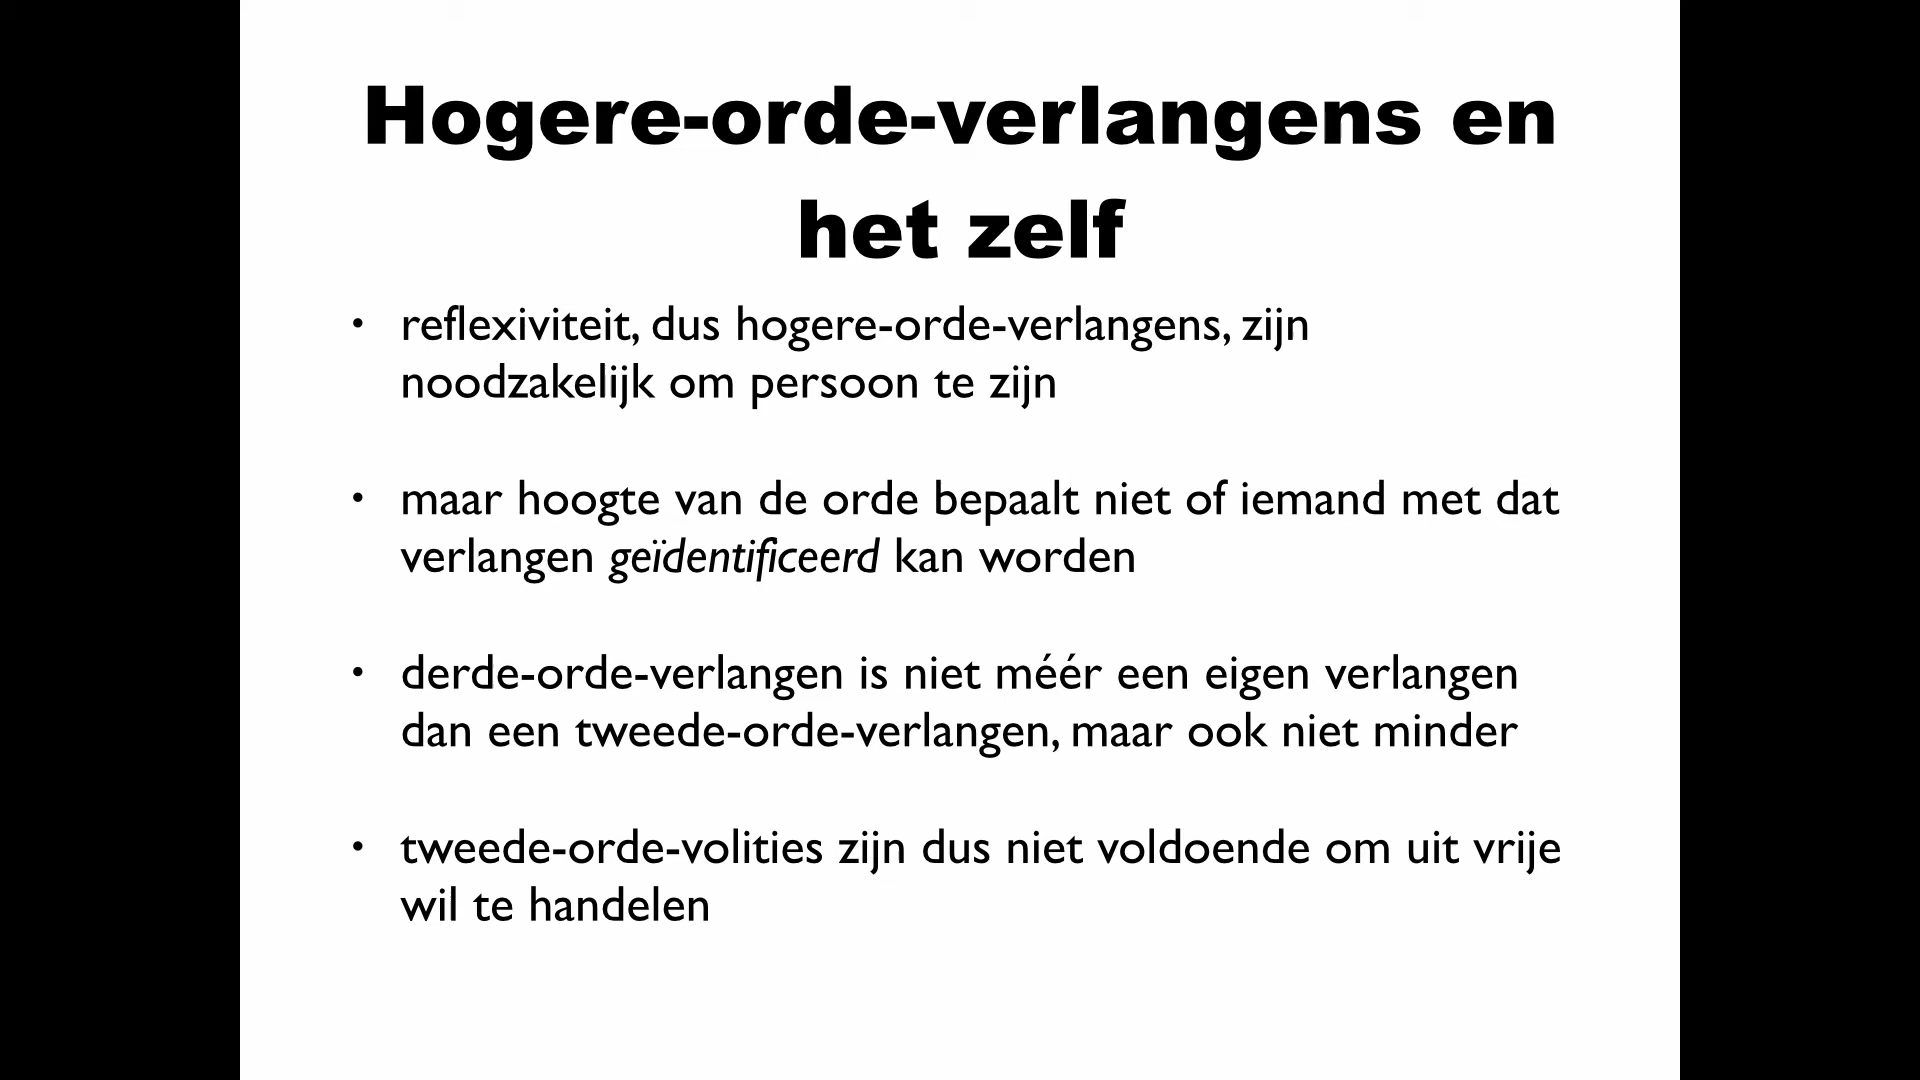 Hogere-orde-verlangens en
het zelf
• reflexiviteit, dus hogere-orde-verlangens, zijn
noodzakelijk om persoon te zijn
• maar hoogte van de orde bepaalt niet of iemand met dat
verlangen geïdentificeerd kan worden
• derde-orde-verlangen is niet méér een eigen verlangen
dan een tweede-orde-verlangen, maar ook niet minder
• tweede-orde-volities zijn dus niet voldoende om uit vrije
wil te handelen